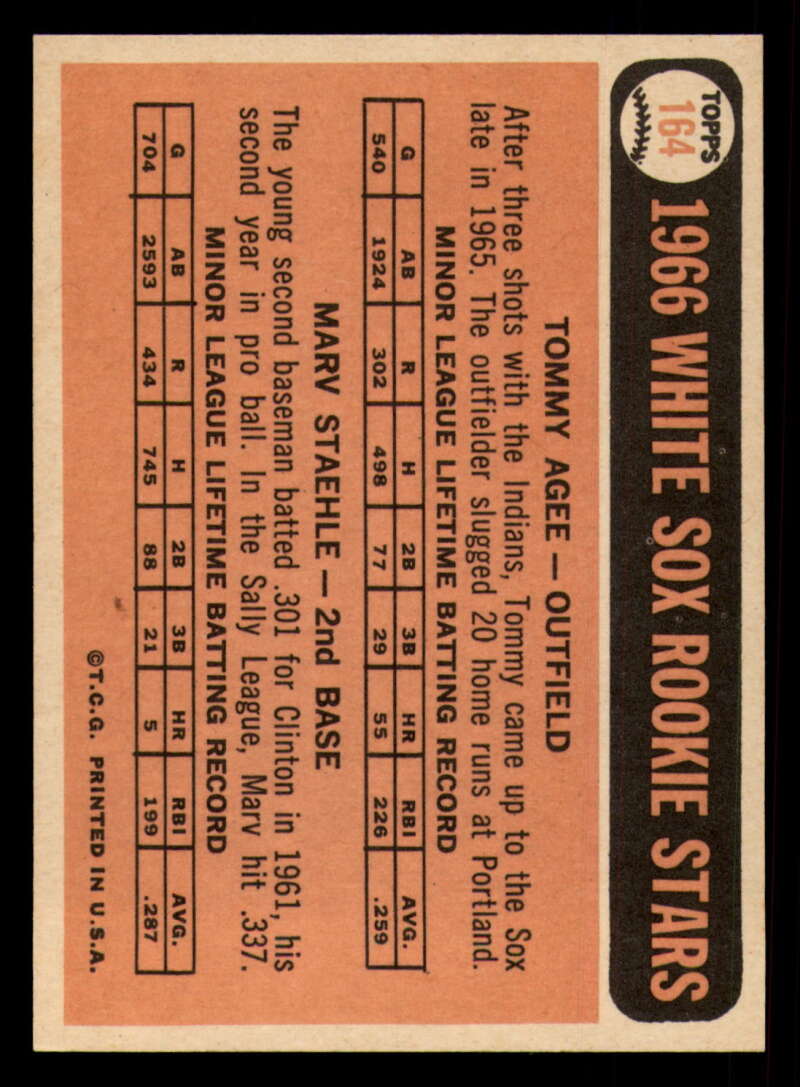 TOPPS
164
1966 WHITE SOX ROOKIE STARS
TOMMY AGEE — OUTFIELD
After three shots with the Indians, Tommy came up to the Sox
late in 1965. The outfielder slugged 20 home runs at Portland.
MINOR LEAGUE LIFETIME BATTING RECORD
G AB R H 2B 3B HR RBI AVG.
540 1924 302 498 77 29 55 226 .259
MARV STAEHLE — 2nd BASE
The young second baseman batted .301 for Clinton in 1961, his
second year in pro ball. In the Sally League, Marv hit .337.
MINOR LEAGUE LIFETIME BATTING RECORD
G AB R H 2B 3B HR RBI AVG.
704 2593 434 745 88 21 5 199 .287
©T.C.G. PRINTED IN U.S.A.